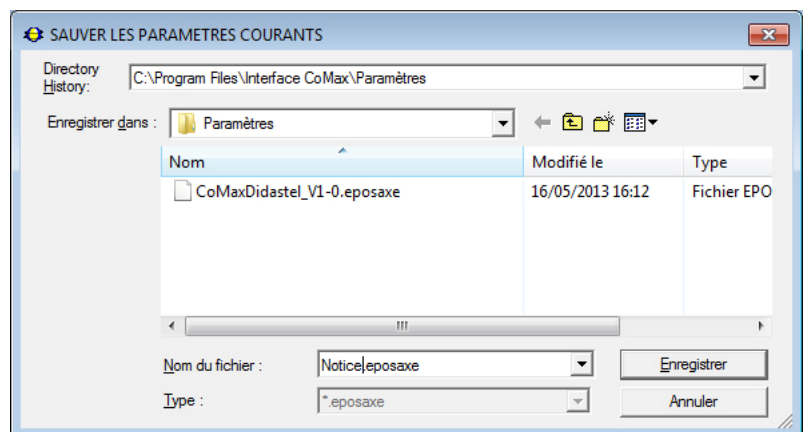 SAUVER LES PARAMETRES COURANTS
Directory History: C:\Program Files\Interface CoMax\Paramètres
Enregistrer dans : Paramètres
Nom Modifié le Type
CoMaxDidastel_V1-0.eposaxe 16/05/2013 16:12 Fichier EPO
Nom du fichier : Notice.eposaxe Enregistrer
Type : *.eposaxe Annuler